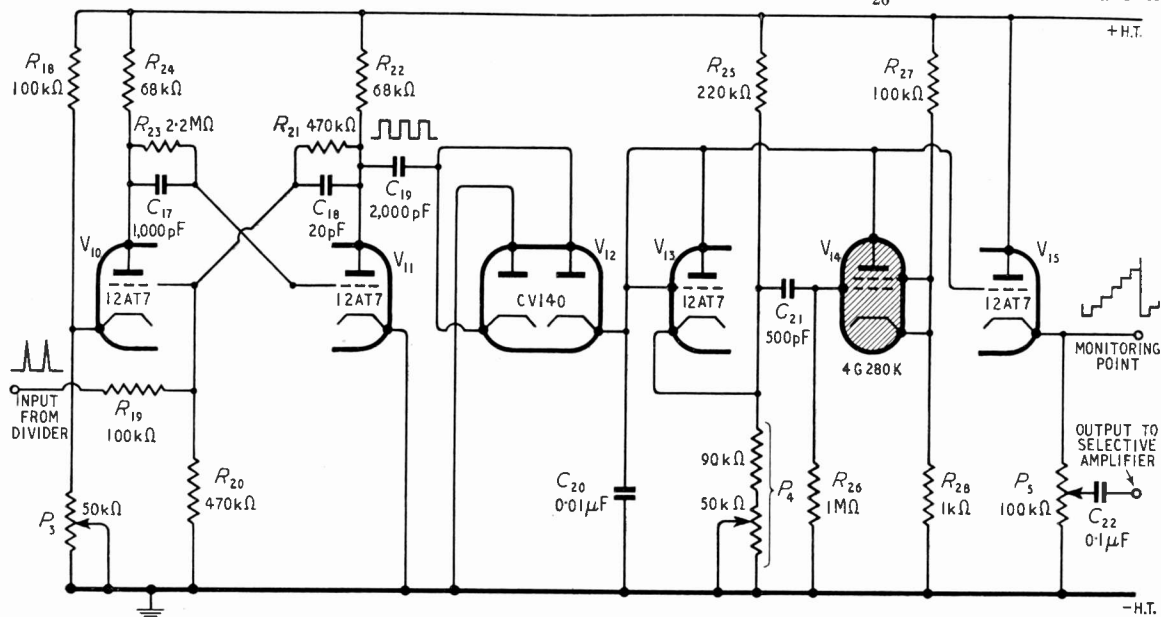 28
+H.T.
R18
100kΩ
R24
68kΩ
R22
68kΩ
R25
220kΩ
R27
100kΩ
R23 2·2MΩ
R21 470kΩ
C17
1,000pF
C18
20pF
C19
2,000pF
V10
V11
V12
V13
V14
V15
12AT7
12AT7
CV140
12AT7
C21
500pF
4G280K
12AT7
MONITORING
POINT
INPUT
FROM
DIVIDER
R19
100kΩ
OUTPUT TO
SELECTIVE
AMPLIFIER
P3
50kΩ
R20
470kΩ
C20
0·01µF
90kΩ
50kΩ
P4
R26
1MΩ
R28
1kΩ
P5
100kΩ
C22
0·1µF
−H.T.